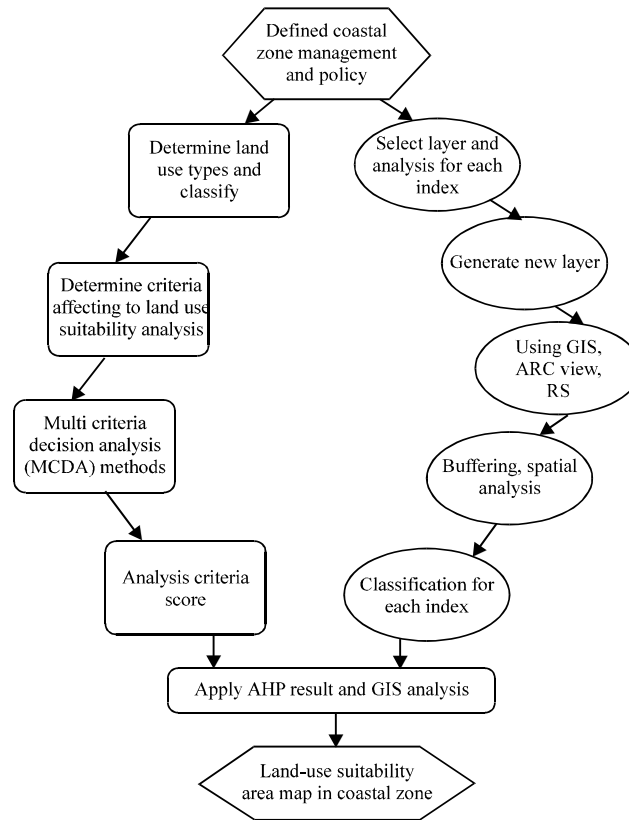 Defined coastal
zone management
and policy
Determine land
use types and
classify
Select layer and
analysis for each
index
Determine criteria
affecting to land use
suitability analysis
Generate new layer
Using GIS,
ARC view,
RS
Multi criteria
decision analysis
(MCDA) methods
Buffering, spatial
analysis
Analysis criteria
score
Classification for
each index
Apply AHP result and GIS analysis
Land-use suitability
area map in coastal zone